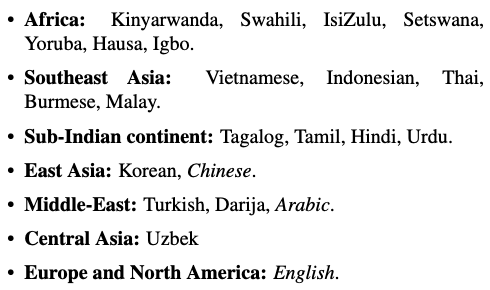 • Africa: Kinyarwanda, Swahili, IsiZulu, Setswana,
Yoruba, Hausa, Igbo.
• Southeast Asia: Vietnamese, Indonesian, Thai,
Burmese, Malay.
• Sub-Indian continent: Tagalog, Tamil, Hindi, Urdu.
• East Asia: Korean, Chinese.
• Middle-East: Turkish, Darija, Arabic.
• Central Asia: Uzbek
• Europe and North America: English.